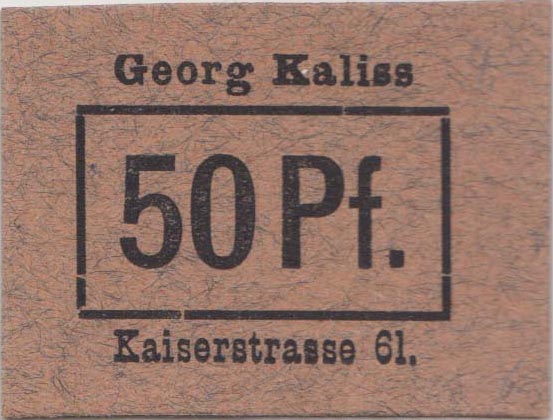 Georg Kaliss
50 Pf.
Kaiserstrasse 61.